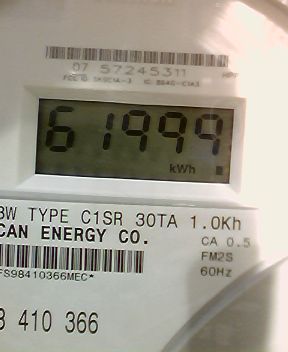 07 57245311
61999
kWh
3W TYPE C1SR 30TA 1.0Kh
CAN ENERGY CO.
CA 0.5
FM2S
60Hz
FS98410366MEC*
410 366